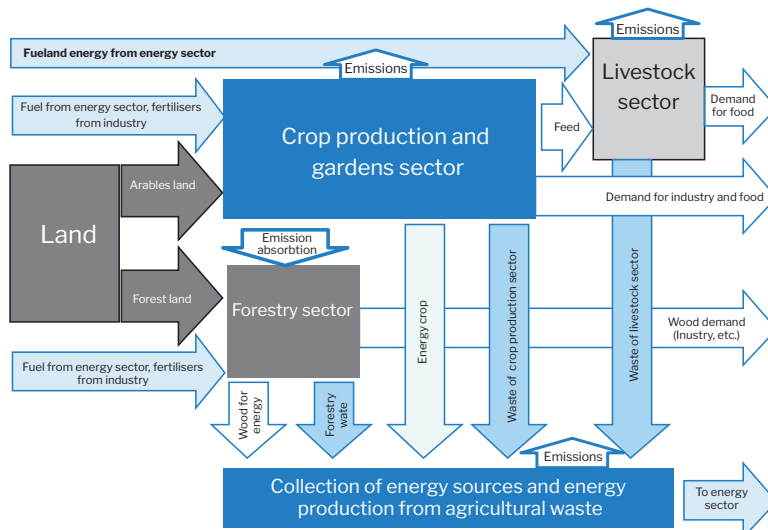 Emissions
Fueland energy from energy sector
Emissions
Livestock
sector
Fuel from energy sector, fertilisers
from industry
Crop production and
gardens sector
Feed
Demand
for food
Arables land
Land
Demand for industry and food
Emission
absorbtion
Forest land
Forestry sector
Energy crop
Waste of crop production sector
Waste of livestock sector
Wood demand
(Inustry, etc.)
Fuel from energy sector, fertilisers
from industry
Wood for
energy
Forestry
wate
Emissions
Collection of energy sources and energy
production from agricultural waste
To energy
sector